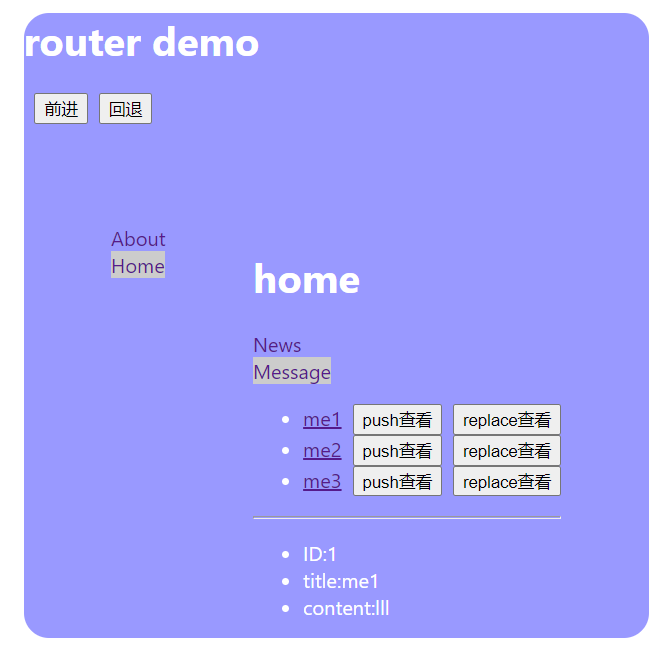 router demo
前进 回退
About
Home
home
News
Message
me1 push查看 replace查看
me2 push查看 replace查看
me3 push查看 replace查看
ID:1
title:me1
content:lll